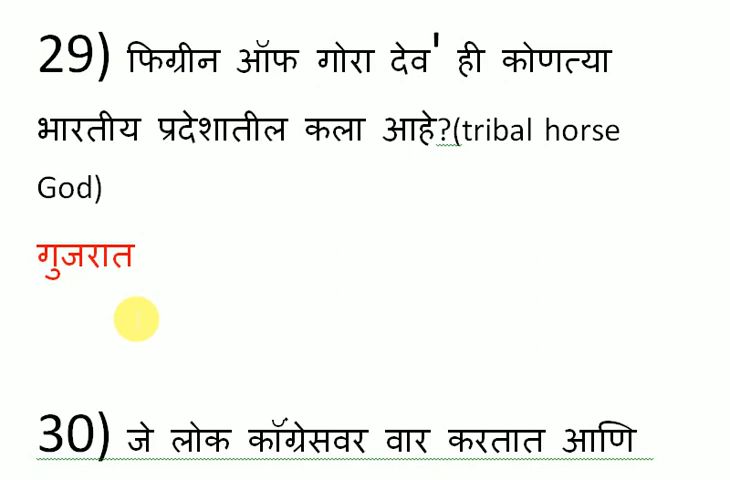 29) फिग्रीन ऑफ गोरा देव' ही कोणत्या
भारतीय प्रदेशातील कला आहे?(tribal horse
God)
गुजरात
30) जे लोक कॉंग्रेसवर वार करतात आणि